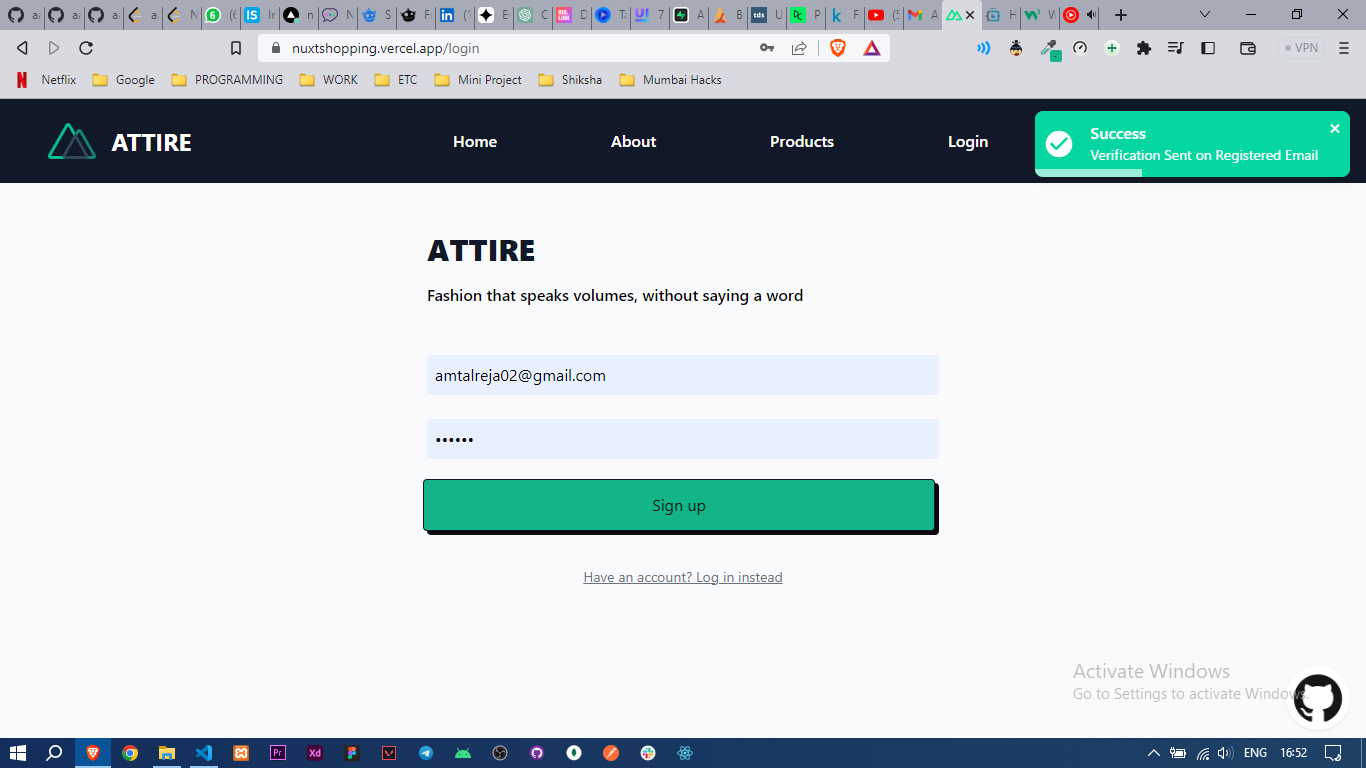 nuxtshopping.vercel.app/login
VPN
Netflix
Google
PROGRAMMING
WORK
ETC
Mini Project
Shiksha
Mumbai Hacks
ATTIRE
Home
About
Products
Login
Success
Verification Sent on Registered Email
ATTIRE
Fashion that speaks volumes, without saying a word
amtalreja02@gmail.com
••••••
Sign up
Have an account? Log in instead
Activate Windows
Go to Settings to activate Windows.
ENG
16:52